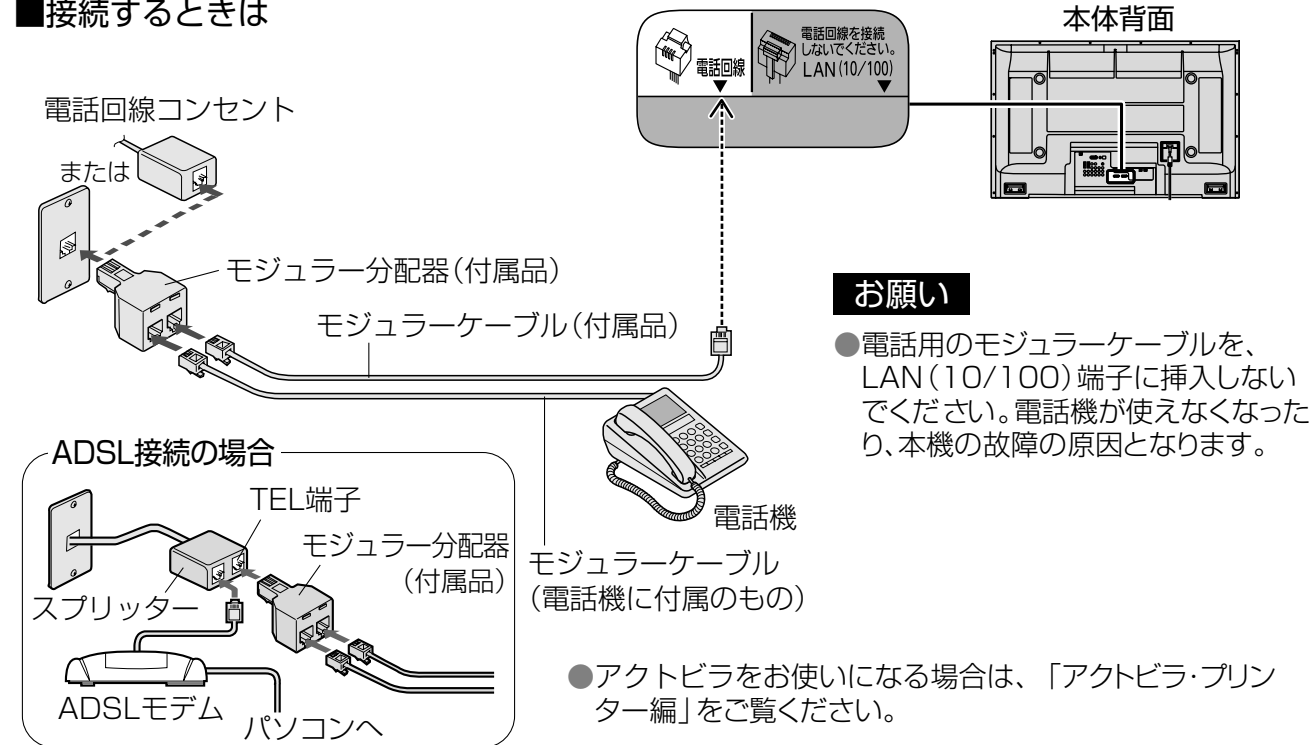 ■接続するときは
電話回線
電話回線を接続
しないでください。
LAN(10/100)
本体背面
電話回線コンセント
または
モジュラー分配器(付属品)
モジュラーケーブル(付属品)
電話機
モジュラーケーブル
(電話機に付属のもの)
お願い
●電話用のモジュラーケーブルを、
LAN(10/100)端子に挿入しない
でください。電話機が使えなくなった
り、本機の故障の原因となります。
ADSL接続の場合
TEL端子
モジュラー分配器
(付属品)
スプリッター
ADSLモデム
パソコンへ
●アクトビラをお使いになる場合は、「アクトビラ・プリン
ター編」をご覧ください。